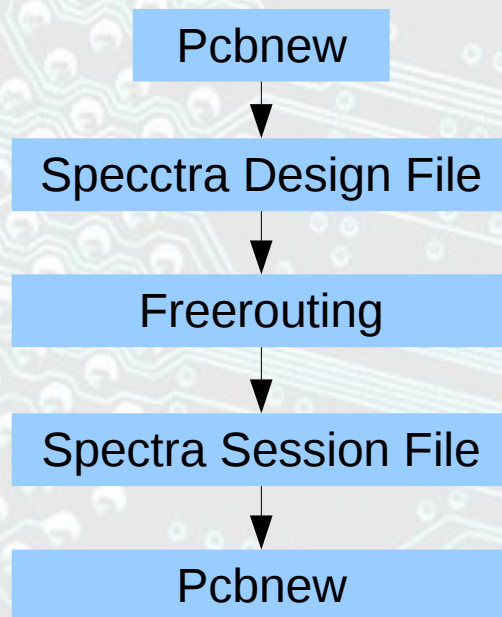 Pcbnew
Specctra Design File
Freerouting
Spectra Session File
Pcbnew